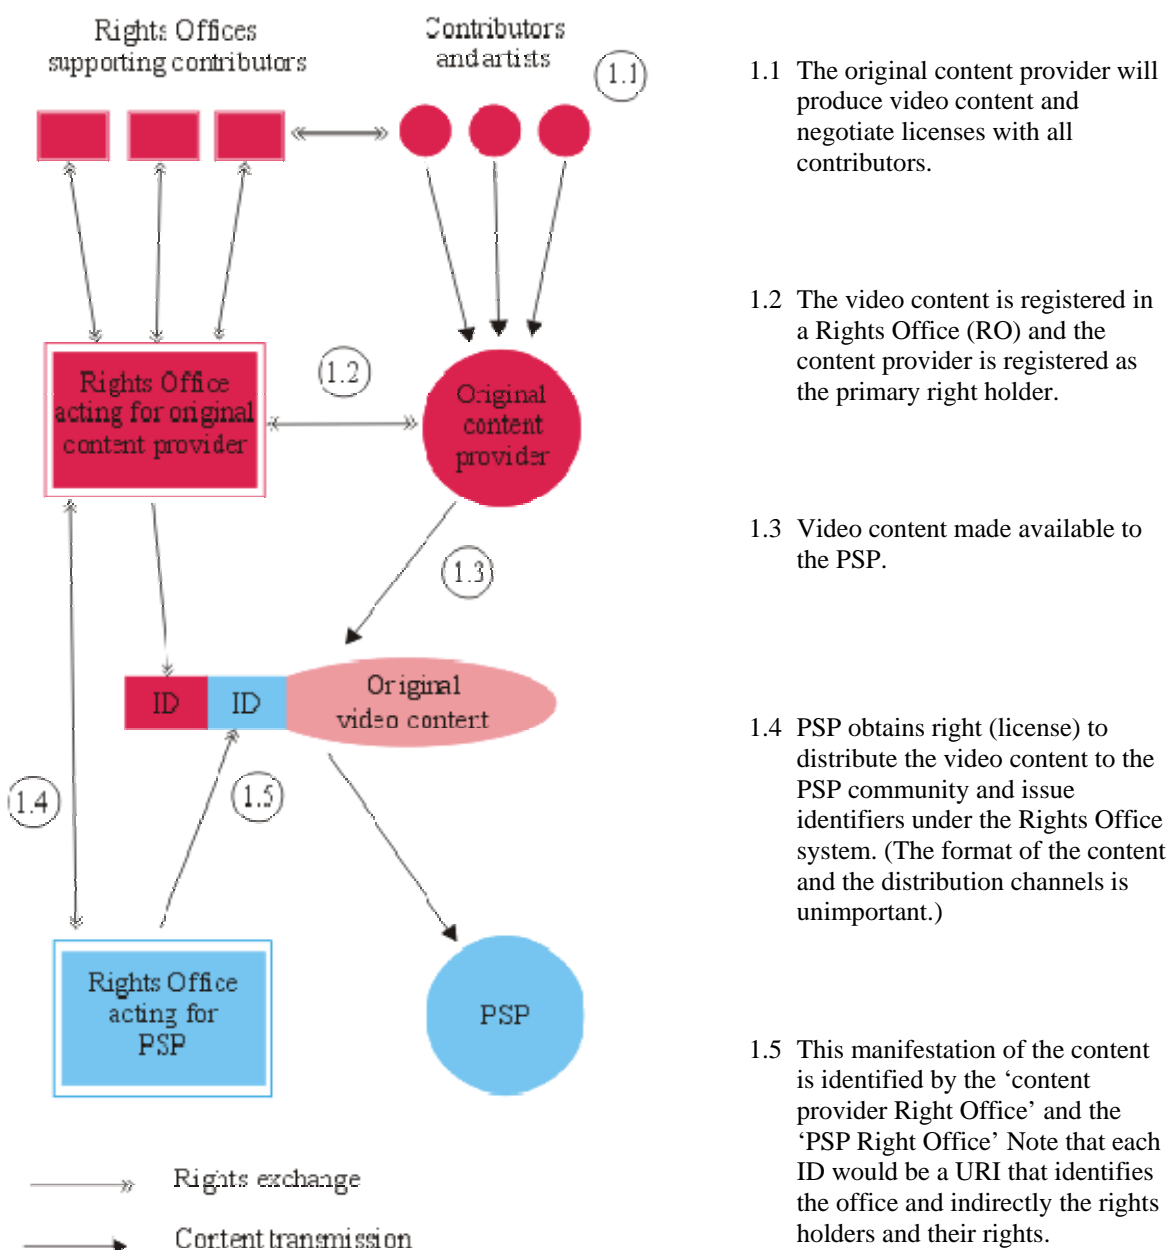 Rights Offices
supporting contributors
Contributors
and artists
1.1
1.2
Rights Office
acting for original
content provider
Original
content
provider
1.3
ID
ID
Original
video content
1.4
1.5
Rights Office
acting for
PSP
PSP
Rights exchange
Content transmission
1.1 The original content provider will
produce video content and
negotiate licenses with all
contributors.
1.2 The video content is registered in
a Rights Office (RO) and the
content provider is registered as
the primary right holder.
1.3 Video content made available to
the PSP.
1.4 PSP obtains right (license) to
distribute the video content to the
PSP community and issue
identifiers under the Rights Office
system. (The format of the content
and the distribution channels is
unimportant.)
1.5 This manifestation of the content
is identified by the ‘content
provider Right Office’ and the
‘PSP Right Office’ Note that each
ID would be a URI that identifies
the office and indirectly the rights
holders and their rights.